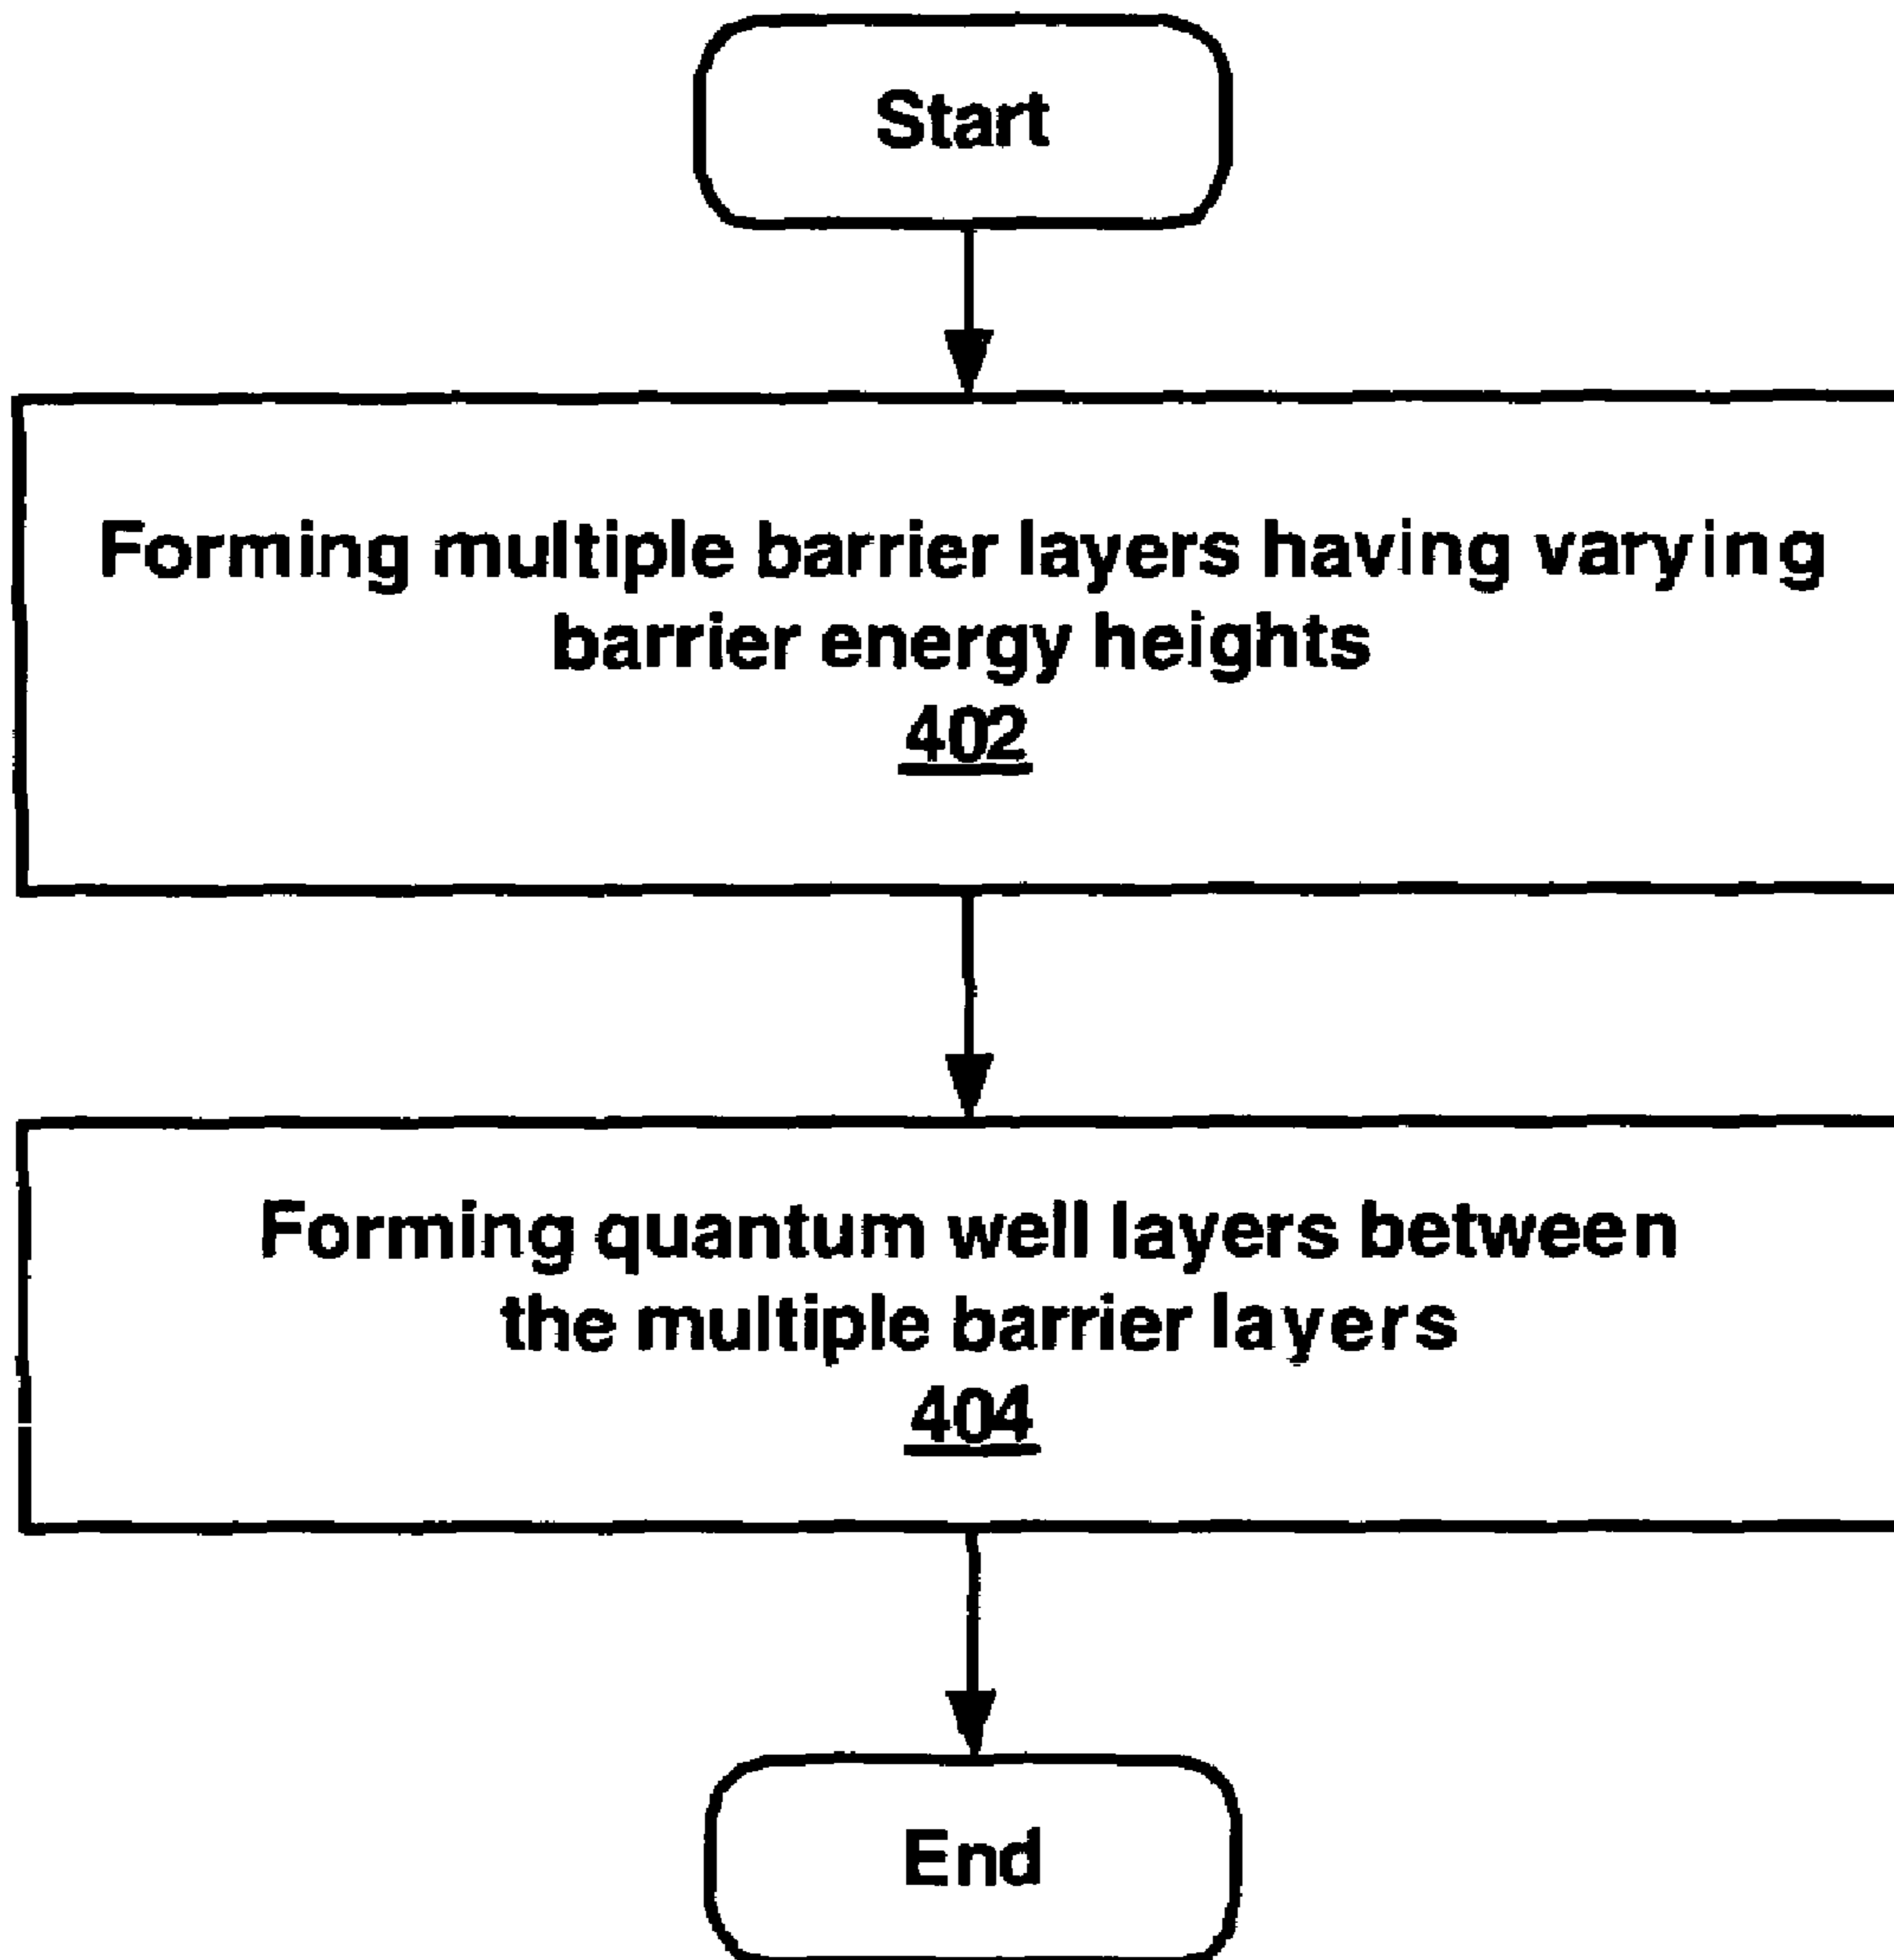 Start
Forming multiple barrier layers having varying
barrier energy heights
402
Forming quantum well layers between
the multiple barrier layers
404
End